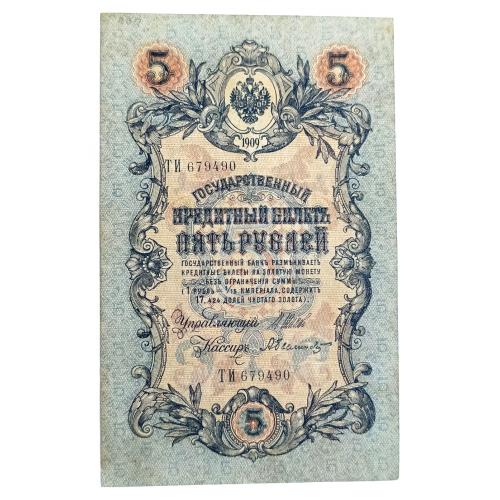 5 5
1909
ТИ 679490
ГОСУДАРСТВЕННЫЙ
КРЕДИТНЫЙ БИЛЕТЪ
ПЯТЬ РУБЛЕЙ
ГОСУДАРСТВЕННЫЙ БАНКЪ РАЗМѢНИВАЕТЪ
КРЕДИТНЫЕ БИЛЕТЫ НА ЗОЛОТУЮ МОНЕТУ
БЕЗЪ ОГРАНИЧЕНІЯ СУММЫ
(1 РУБЛЬ = 1/15 ИМПЕРІАЛА, СОДЕРЖИТЪ
17,424 ДОЛЕЙ ЧИСТАГО ЗОЛОТА).
Управляющій
Кассиръ
ТИ 679490
5